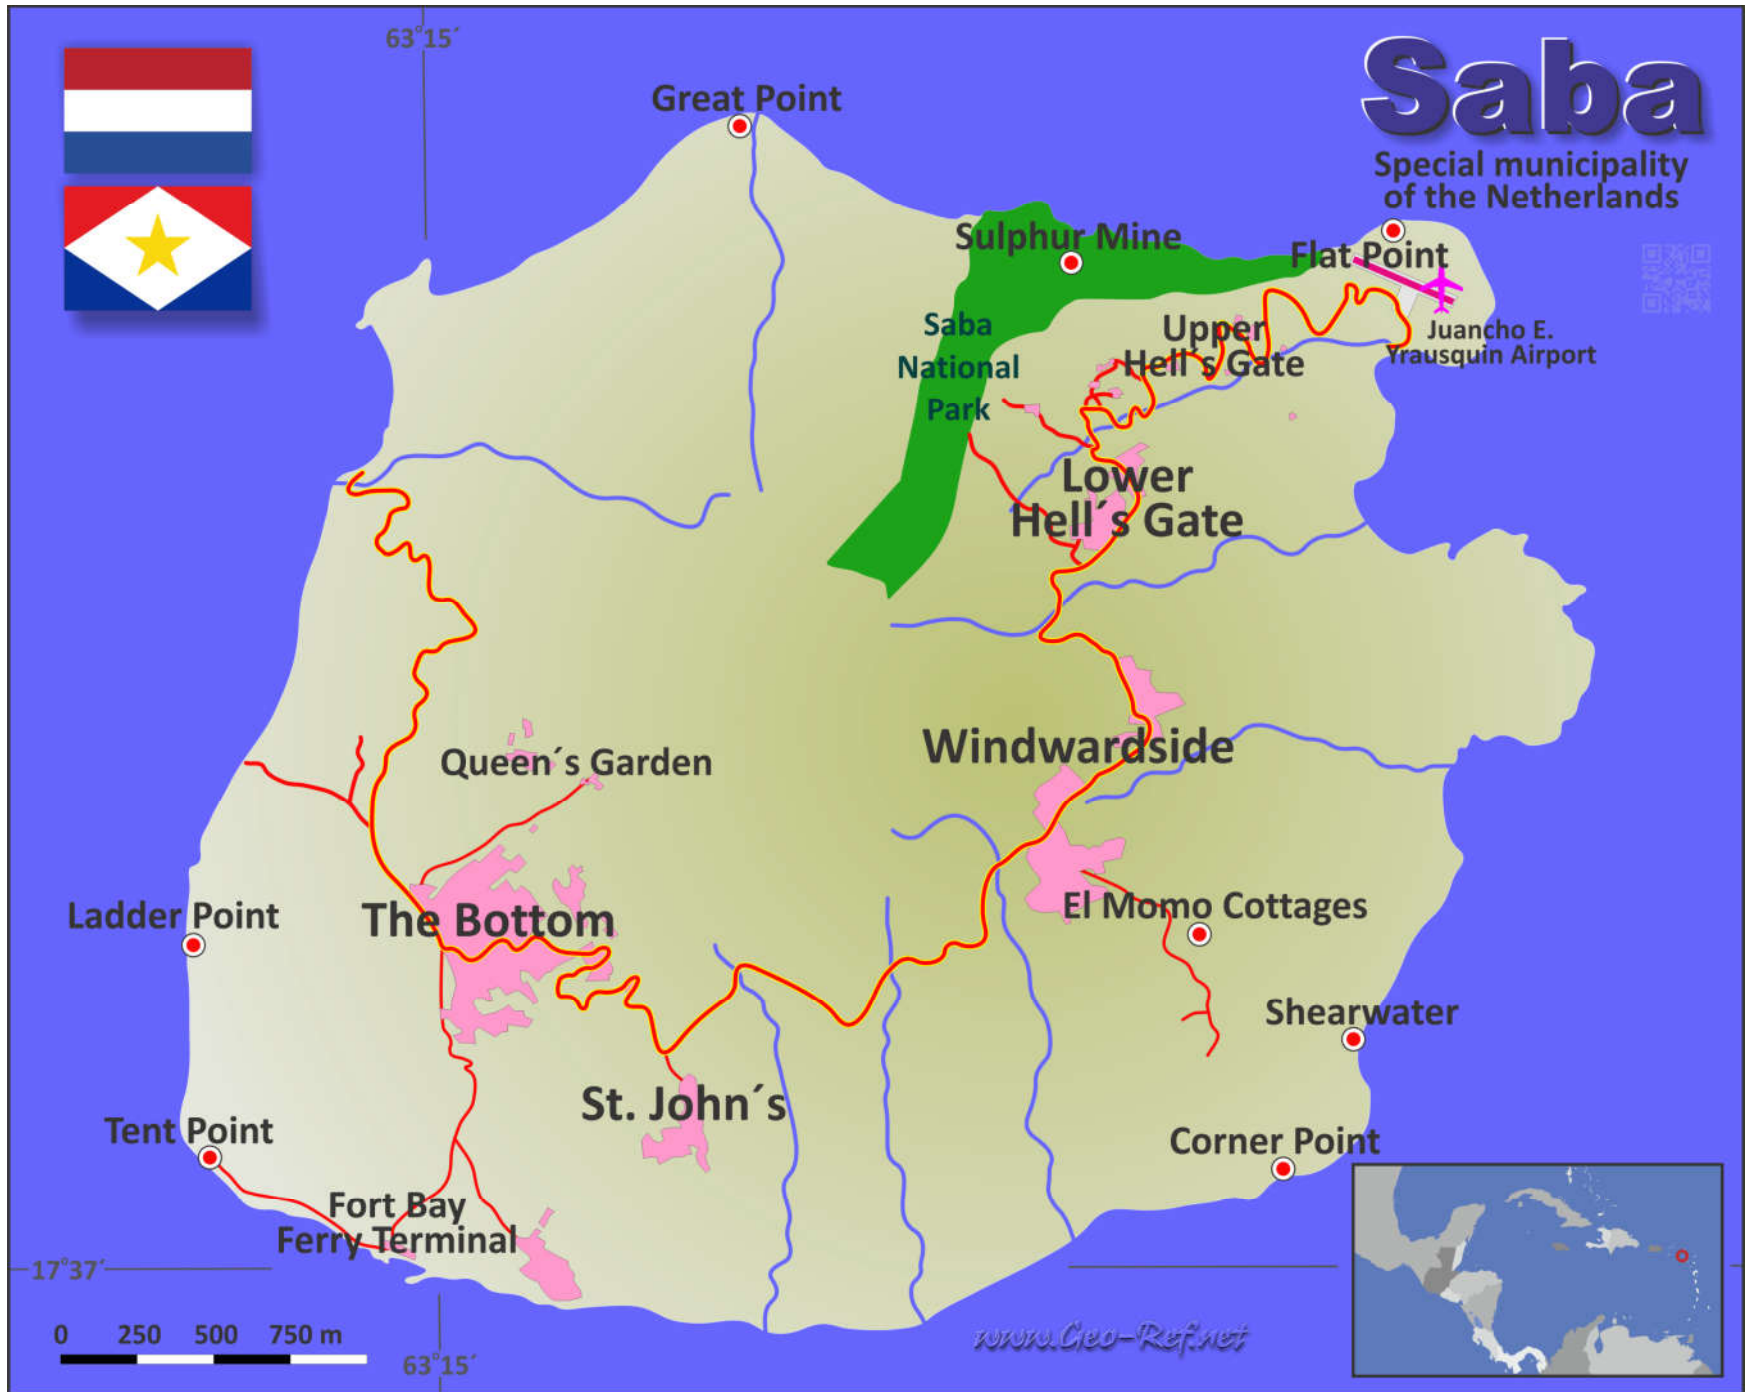 63°15´
Great Point
Saba
Special municipality
of the Netherlands
Sulphur Mine
Flat Point
Saba
National
Park
Upper
Hell´s Gate
Juancho E.
Yrausquin Airport
Lower
Hell´s Gate
Windwardside
Queen´s Garden
El Momo Cottages
Ladder Point
The Bottom
Shearwater
St. John´s
Tent Point
Corner Point
Fort Bay
Ferry Terminal
17°37´
0 250 500 750 m
63°15´
www.Geo-Ref.net